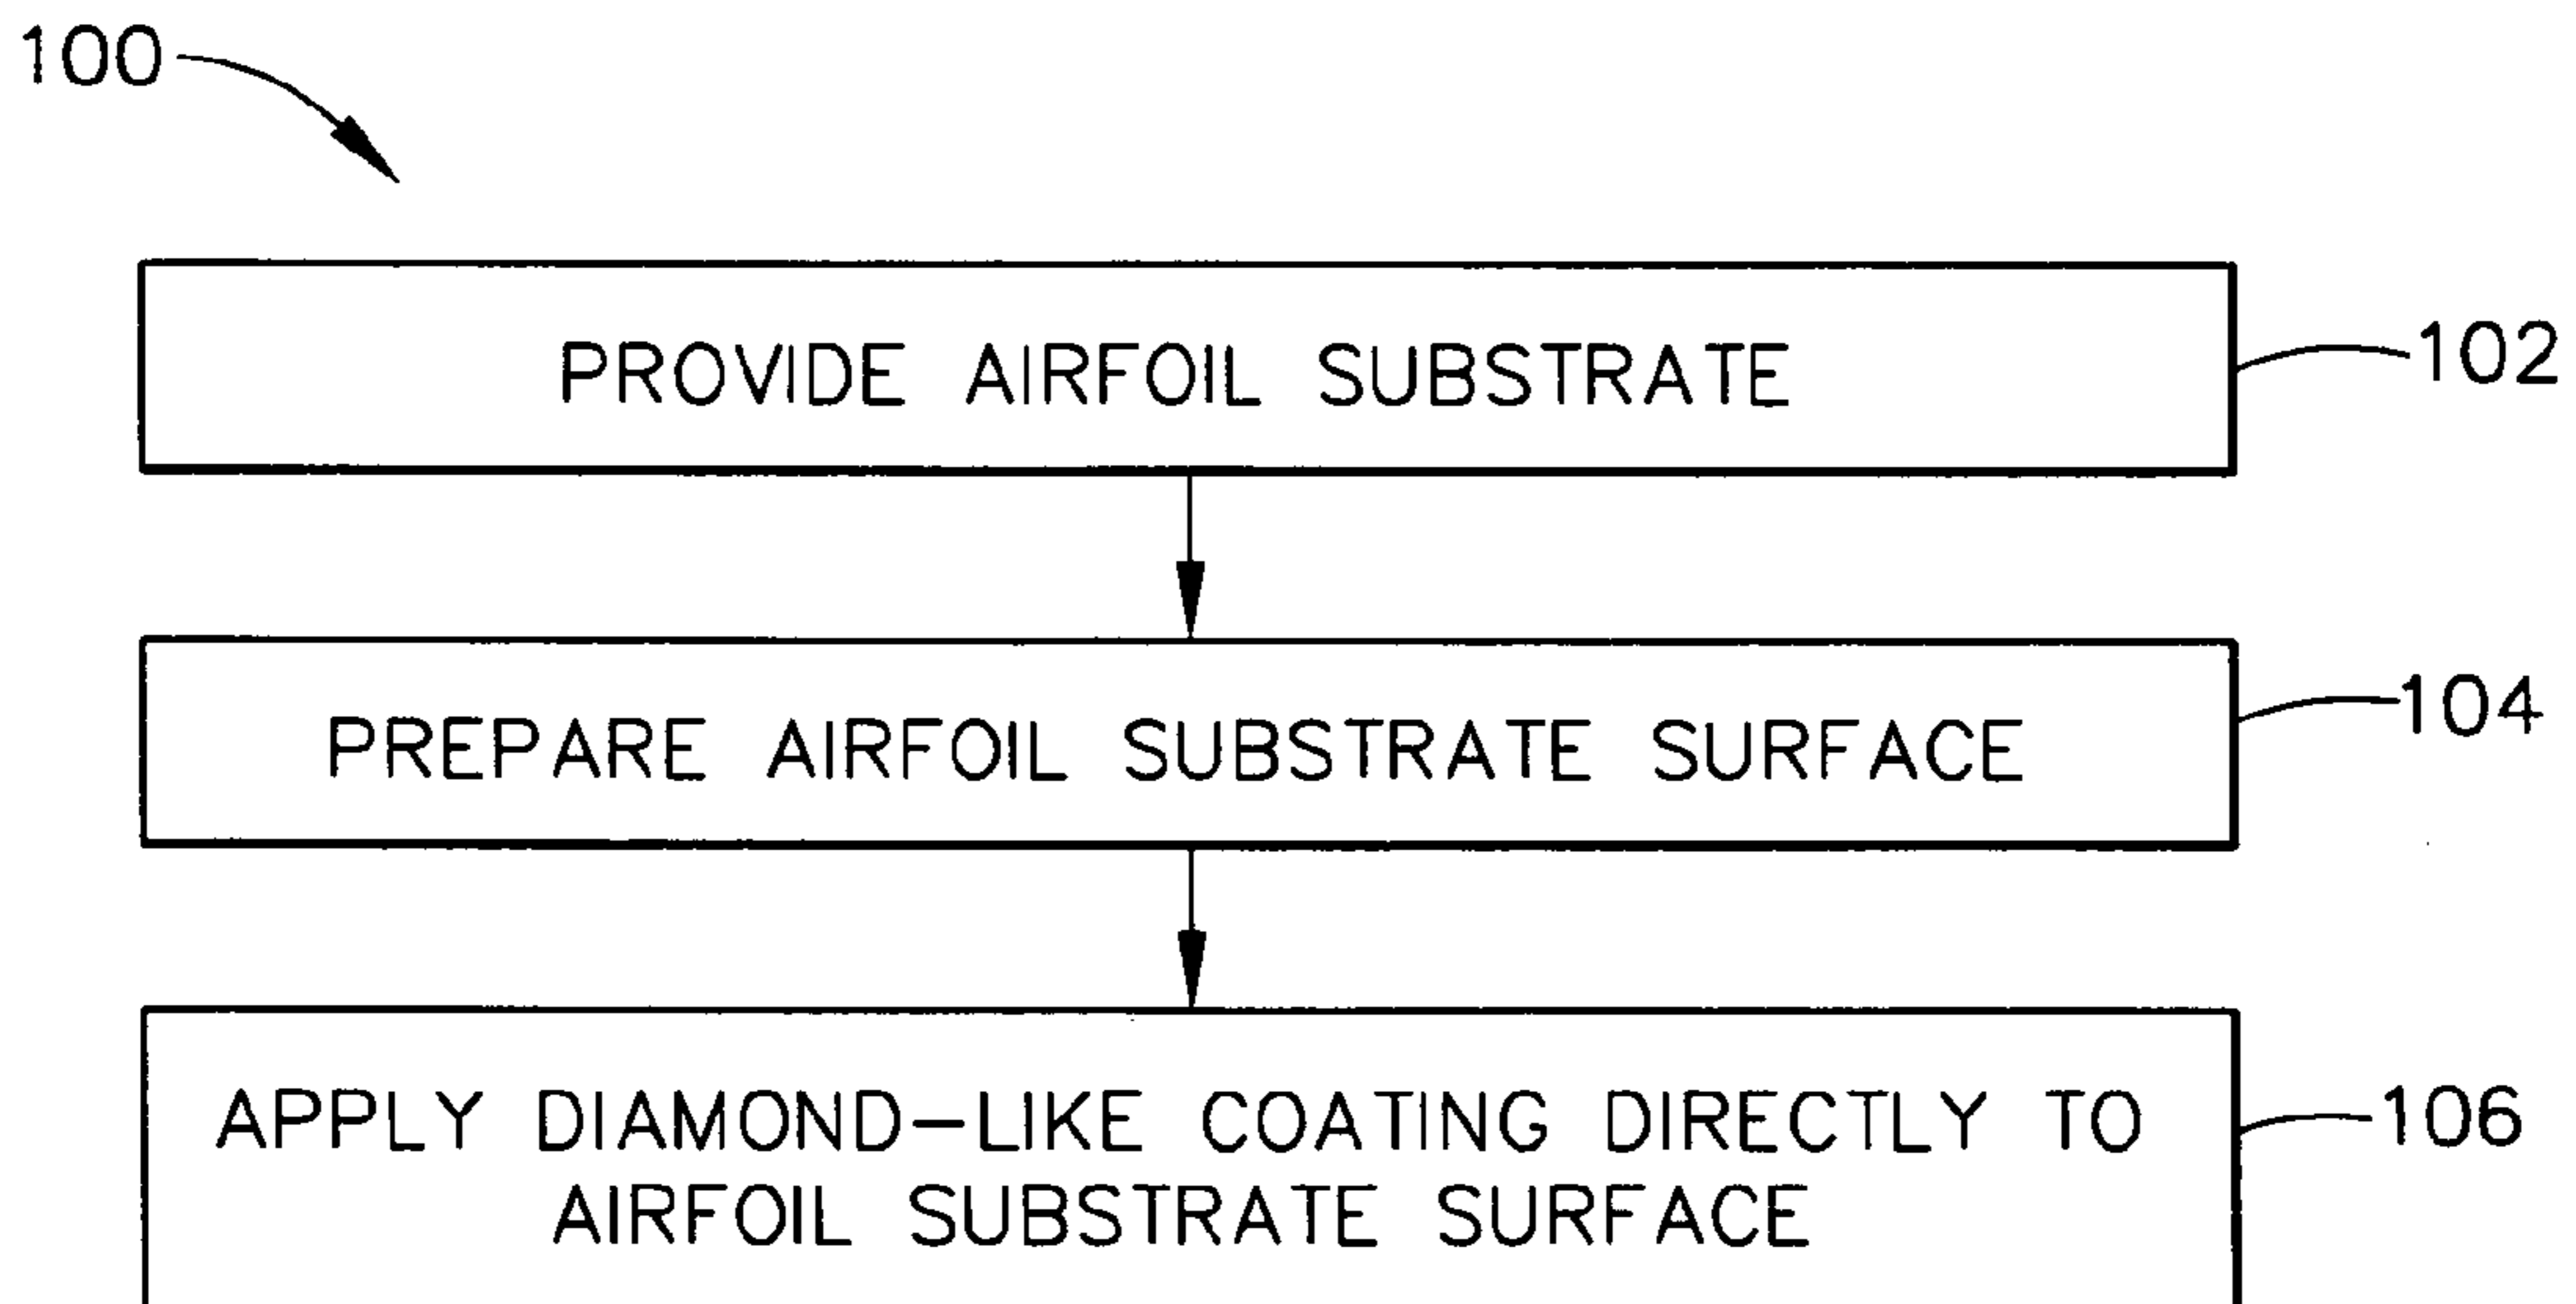 100
PROVIDE AIRFOIL SUBSTRATE
102
PREPARE AIRFOIL SUBSTRATE SURFACE
104
APPLY DIAMOND-LIKE COATING DIRECTLY TO
AIRFOIL SUBSTRATE SURFACE
106